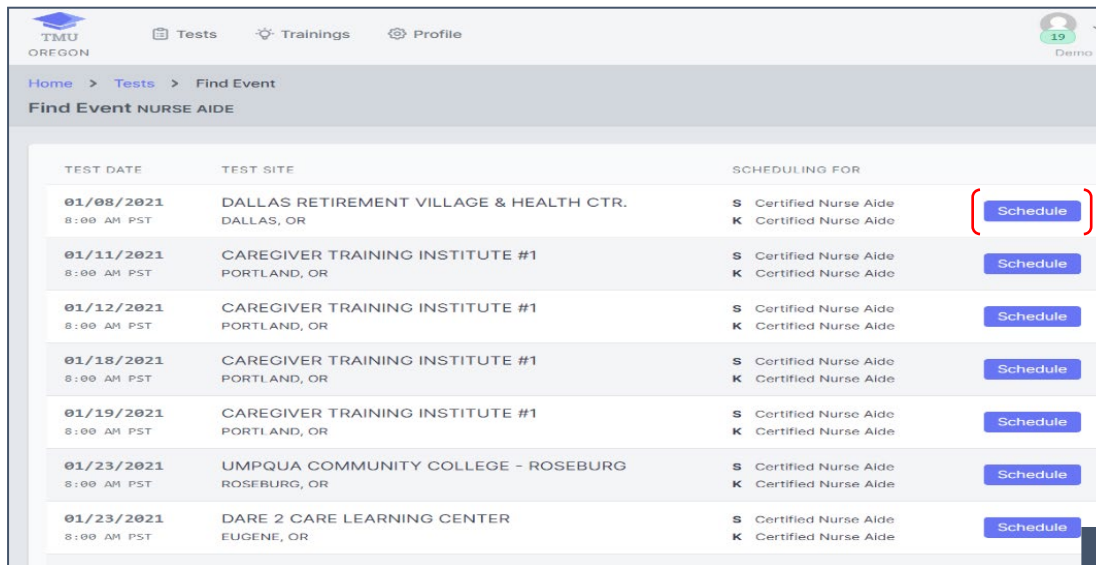 TMU
OREGON
Tests Trainings Profile
19
Demo
Home > Tests > Find Event
Find Event NURSE AIDE
TEST DATE TEST SITE SCHEDULING FOR
01/08/2021 DALLAS RETIREMENT VILLAGE & HEALTH CTR. S Certified Nurse Aide Schedule
8:00 AM PST DALLAS, OR K Certified Nurse Aide
01/11/2021 CAREGIVER TRAINING INSTITUTE #1 S Certified Nurse Aide Schedule
8:00 AM PST PORTLAND, OR K Certified Nurse Aide
01/12/2021 CAREGIVER TRAINING INSTITUTE #1 S Certified Nurse Aide Schedule
8:00 AM PST PORTLAND, OR K Certified Nurse Aide
01/18/2021 CAREGIVER TRAINING INSTITUTE #1 S Certified Nurse Aide Schedule
8:00 AM PST PORTLAND, OR K Certified Nurse Aide
01/19/2021 CAREGIVER TRAINING INSTITUTE #1 S Certified Nurse Aide Schedule
8:00 AM PST PORTLAND, OR K Certified Nurse Aide
01/23/2021 UMPQUA COMMUNITY COLLEGE - ROSEBURG S Certified Nurse Aide Schedule
8:00 AM PST ROSEBURG, OR K Certified Nurse Aide
01/23/2021 DARE 2 CARE LEARNING CENTER S Certified Nurse Aide Schedule
8:00 AM PST EUGENE, OR K Certified Nurse Aide